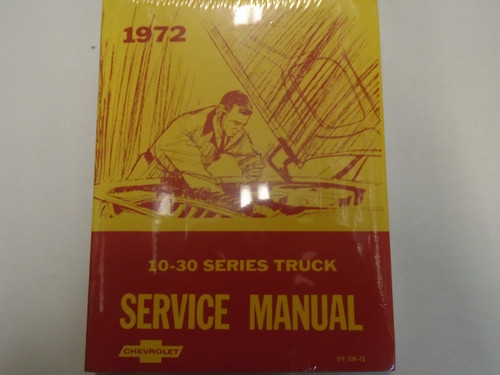 1972
10-30 SERIES TRUCK
SERVICE MANUAL
CHEVROLET